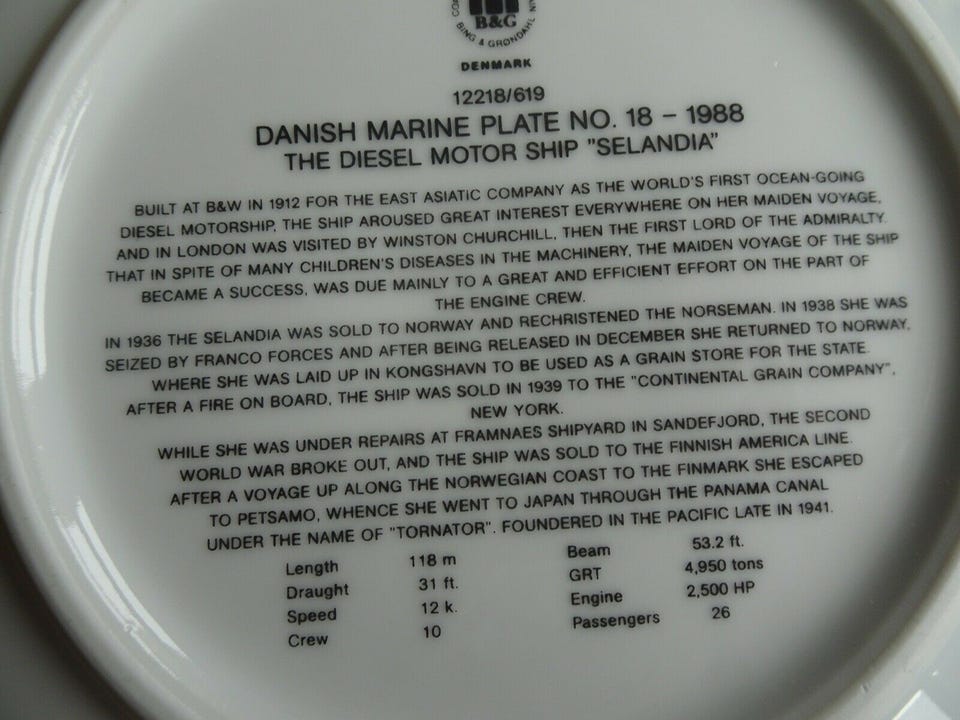 B&G
BING & GRØNDAHL
DENMARK
12218/619
DANISH MARINE PLATE NO. 18 – 1988
THE DIESEL MOTOR SHIP "SELANDIA"
BUILT AT B&W IN 1912 FOR THE EAST ASIATIC COMPANY AS THE WORLD'S FIRST OCEAN-GOING
DIESEL MOTORSHIP, THE SHIP AROUSED GREAT INTEREST EVERYWHERE ON HER MAIDEN VOYAGE,
AND IN LONDON WAS VISITED BY WINSTON CHURCHILL, THEN THE FIRST LORD OF THE ADMIRALTY.
THAT IN SPITE OF MANY CHILDREN'S DISEASES IN THE MACHINERY, THE MAIDEN VOYAGE OF THE SHIP
BECAME A SUCCESS, WAS DUE MAINLY TO A GREAT AND EFFICIENT EFFORT ON THE PART OF
THE ENGINE CREW.
IN 1936 THE SELANDIA WAS SOLD TO NORWAY AND RECHRISTENED THE NORSEMAN. IN 1938 SHE WAS
SEIZED BY FRANCO FORCES AND AFTER BEING RELEASED IN DECEMBER SHE RETURNED TO NORWAY,
WHERE SHE WAS LAID UP IN KONGSHAVN TO BE USED AS A GRAIN STORE FOR THE STATE.
AFTER A FIRE ON BOARD, THE SHIP WAS SOLD IN 1939 TO THE "CONTINENTAL GRAIN COMPANY",
NEW YORK.
WHILE SHE WAS UNDER REPAIRS AT FRAMNAES SHIPYARD IN SANDEFJORD, THE SECOND
WORLD WAR BROKE OUT, AND THE SHIP WAS SOLD TO THE FINNISH AMERICA LINE.
AFTER A VOYAGE UP ALONG THE NORWEGIAN COAST TO THE FINMARK SHE ESCAPED
TO PETSAMO, WHENCE SHE WENT TO JAPAN THROUGH THE PANAMA CANAL
UNDER THE NAME OF "TORNATOR". FOUNDERED IN THE PACIFIC LATE IN 1941.
Length 118 m Beam 53.2 ft.
Draught 31 ft. GRT 4,950 tons
Speed 12 k. Engine 2,500 HP
Crew 10 Passengers 26